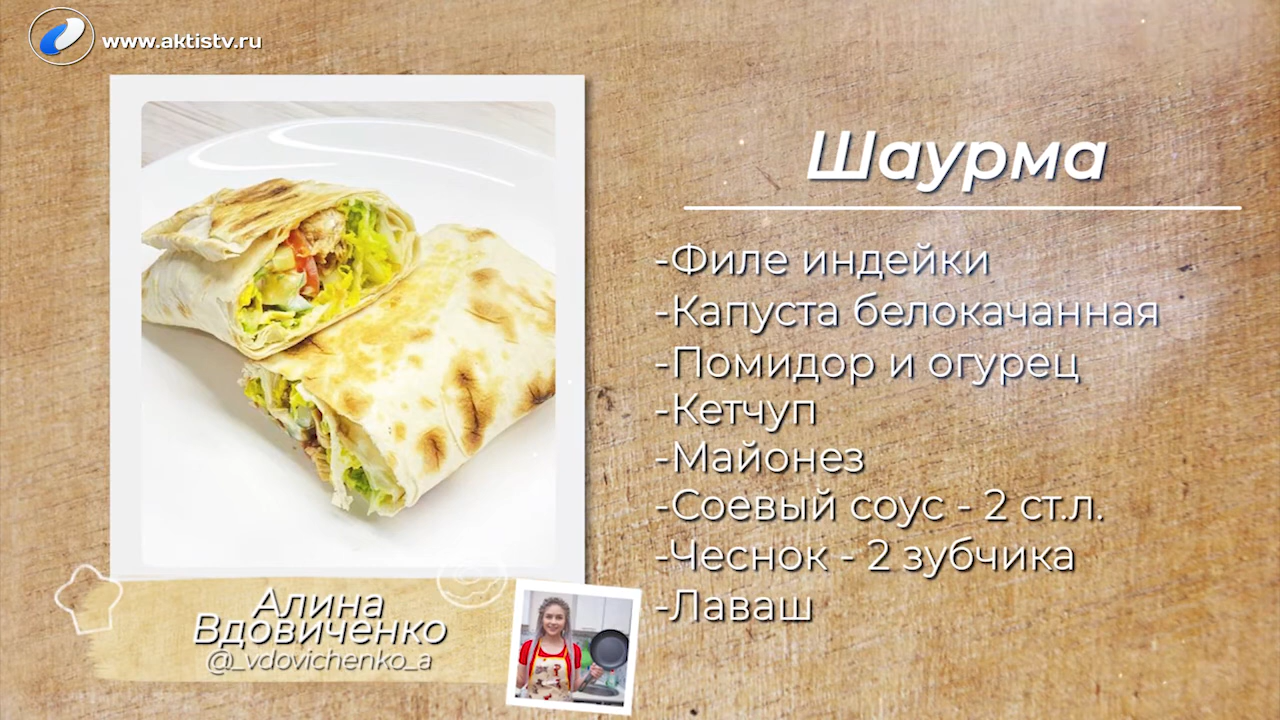 www.aktistv.ru
Шаурма
-Филе индейки
-Капуста белокачанная
-Помидор и огурец
-Кетчуп
-Майонез
-Соевый соус - 2 ст.л.
-Чеснок - 2 зубчика
-Лаваш
Алина
Вдовиченко
@_vdovichenko_a